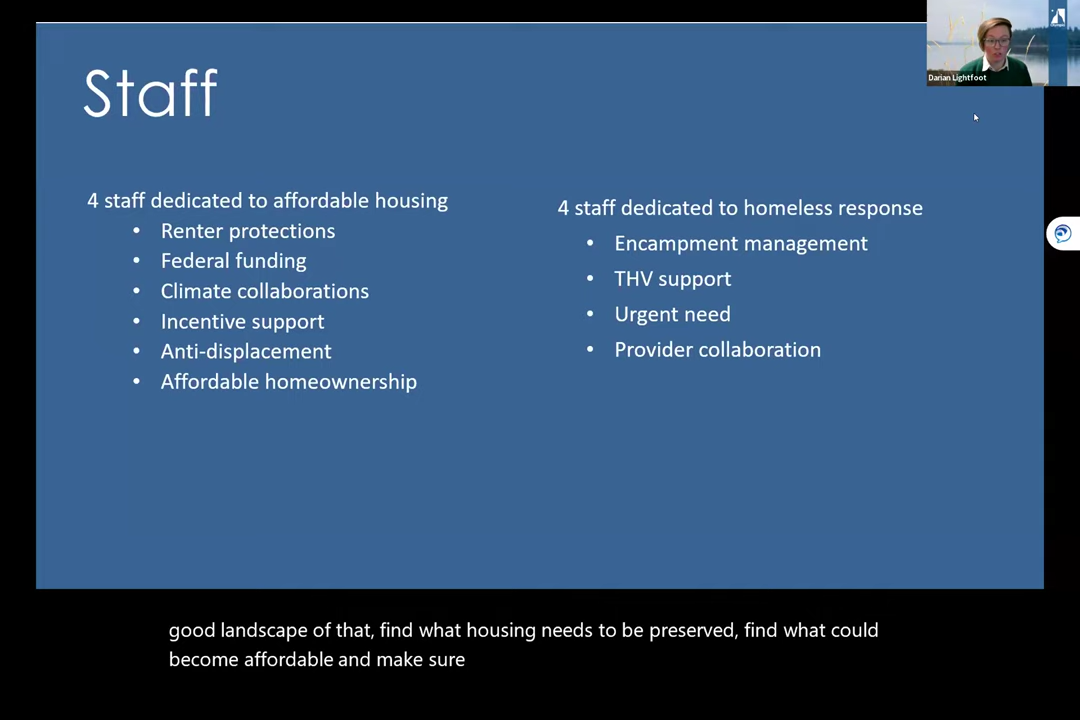 Staff
Darian Lightfoot
4 staff dedicated to affordable housing
• Renter protections
• Federal funding
• Climate collaborations
• Incentive support
• Anti-displacement
• Affordable homeownership
4 staff dedicated to homeless response
• Encampment management
• THV support
• Urgent need
• Provider collaboration
good landscape of that, find what housing needs to be preserved, find what could
become affordable and make sure